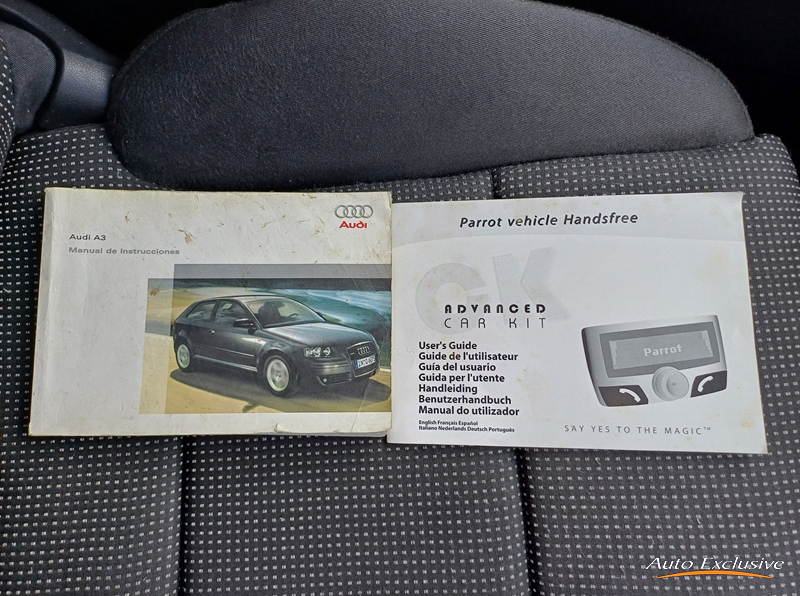 Audi
Audi A3
Manual de Instrucciones
Parrot vehicle Handsfree
CK
ADVANCED
CAR KIT
User's Guide
Guide de l'utilisateur
Guía del usuario
Guida per l'utente
Handleiding
Benutzerhandbuch
Manual do utilizador
English Français Español
Italiano Nederlands Deutsch Português
Parrot
SAY YES TO THE MAGIC™
Auto Exclusive